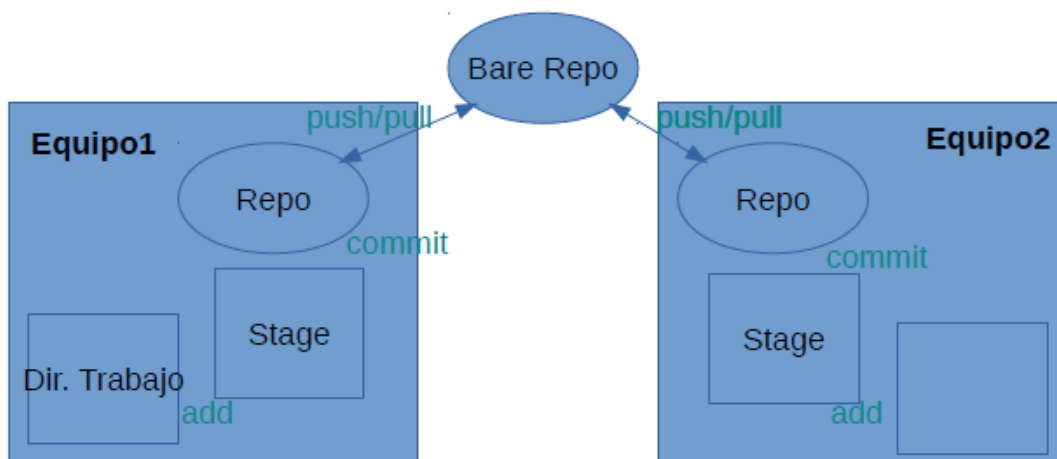 Bare Repo
push/pull
push/pull
Equipo1
Equipo2
Repo
Repo
commit
commit
Stage
Stage
Dir. Trabajo
add
add